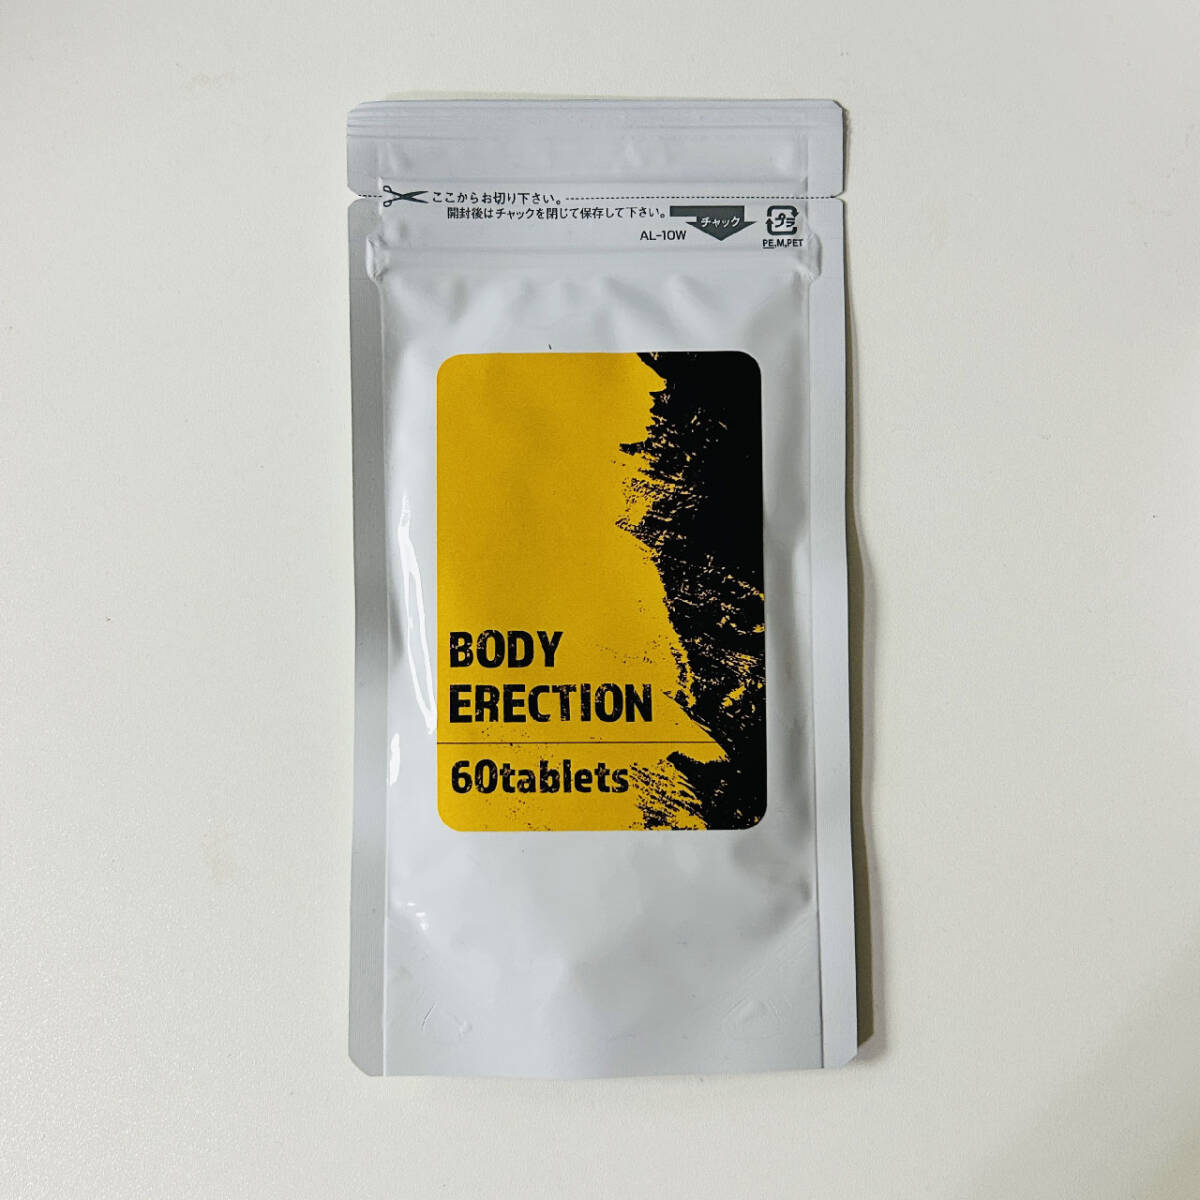 ここからお切り下さい。
開封後はチャックを閉じて保存して下さい。
チャック
プラ
AL-10W
PE,M,PET
BODY
ERECTION
60tablets